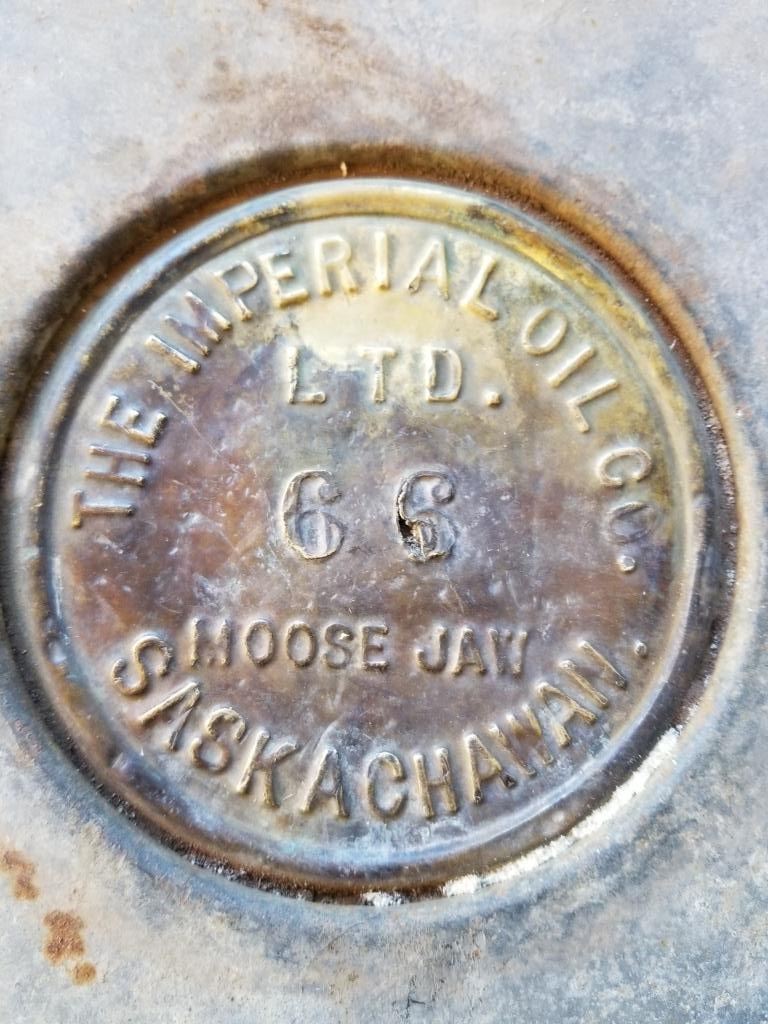 THE IMPERIAL OIL CO.
LTD.
66
MOOSE JAW
SASKACHAWAN.